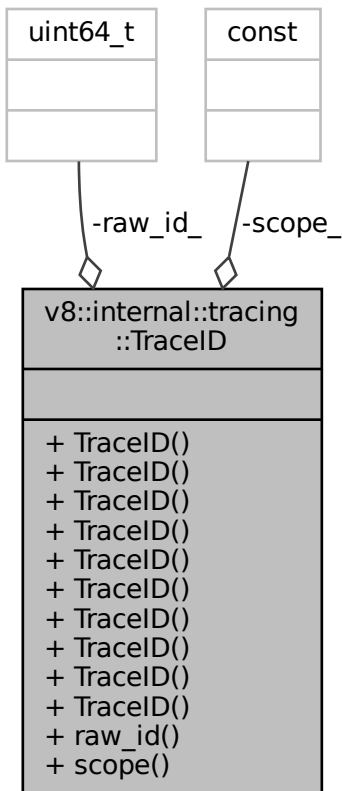 uint64_t
const
-raw_id_
-scope_
v8::internal::tracing
::TraceID
+ TraceID()
+ TraceID()
+ TraceID()
+ TraceID()
+ TraceID()
+ TraceID()
+ TraceID()
+ TraceID()
+ TraceID()
+ TraceID()
+ raw_id()
+ scope()